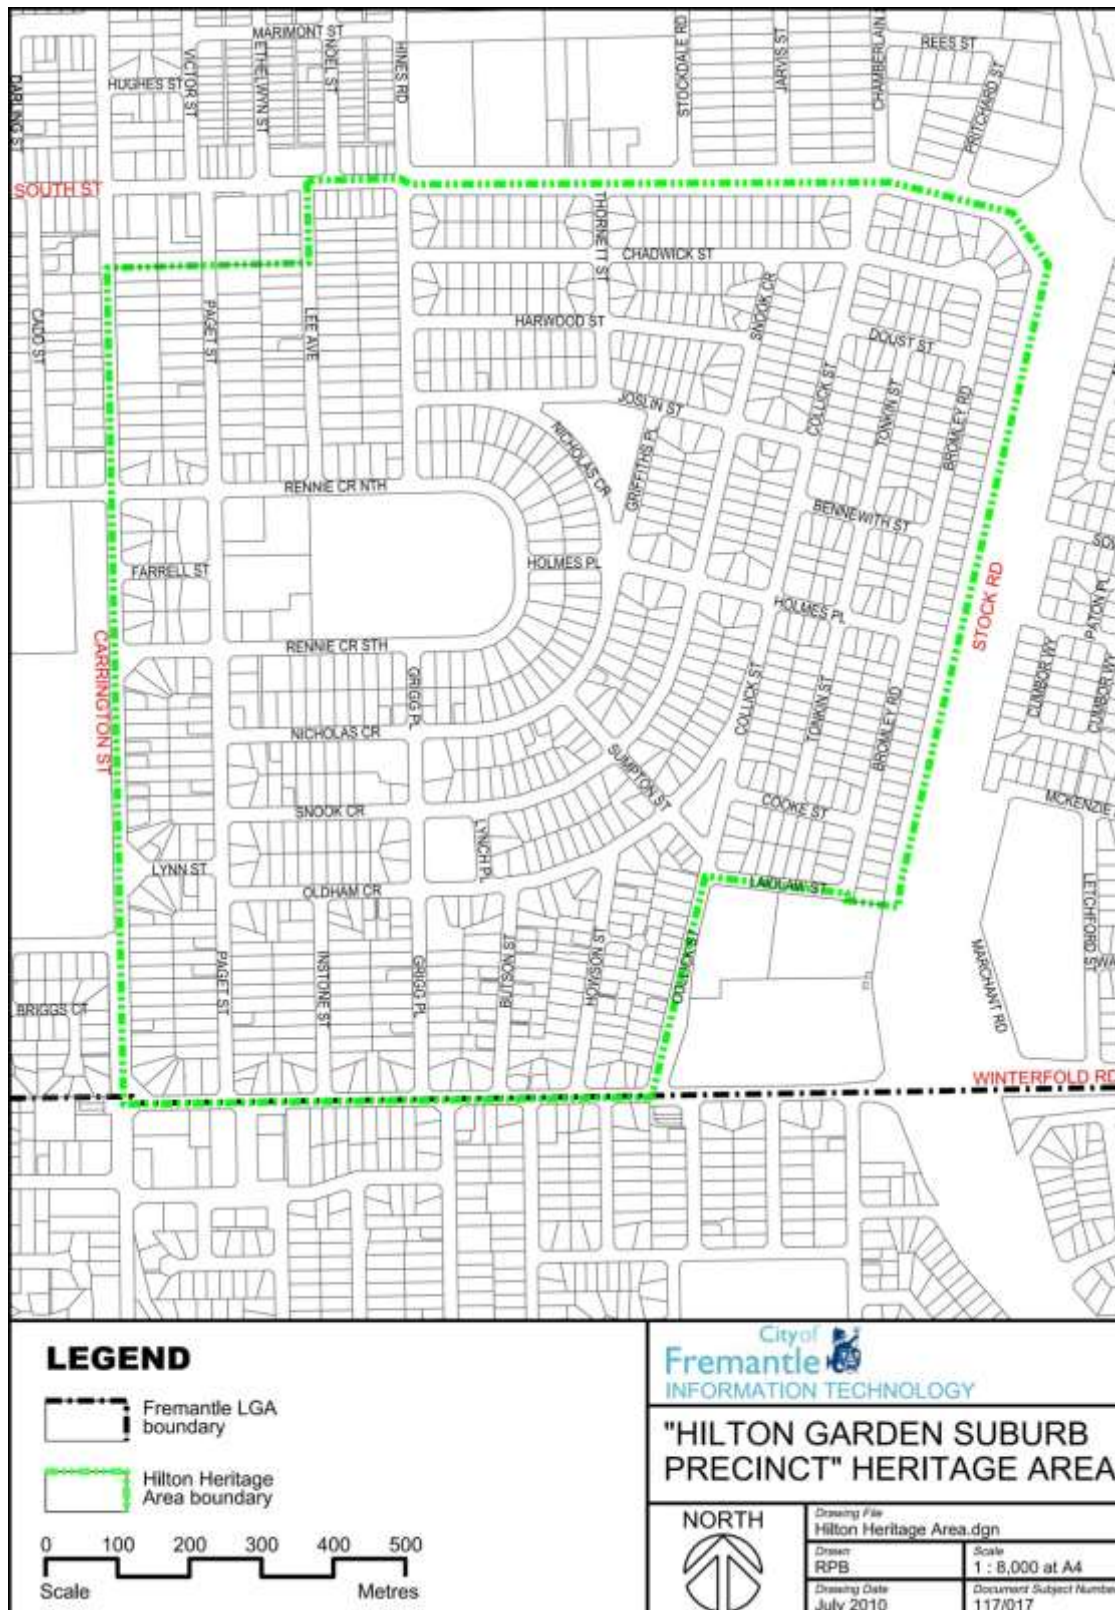 MARIMONT ST
HINES RD
STOCKDALE RD
JARVIS ST
CHAMBERLAIN
REES ST
DARLING ST
HUGHES ST
VICTOR ST
ETHELWYN ST
NOEL ST
PRITCHARD ST
SOUTH ST
THORNETT ST
CHADWICK ST
CADD ST
PAGET ST
LEE AVE
HARWOOD ST
SNOOK CR
DOUST ST
COLLICK ST
TONKIN ST
BROMLEY RD
JOSLIN ST
NICHOLAS CR
GRIFFITHS PL
RENNIE CR NTH
BENNEWITH ST
FARRELL ST
HOLMES PL
HOLMES PL
STOCK RD
PATON PL
CARRINGTON ST
RENNIE CR STH
GRIGG PL
COLLICK ST
TONKIN ST
BROMLEY RD
CUMBOR WY
CUMBOR WY
NICHOLAS CR
SUMPTON ST
SNOOK CR
COOKE ST
MCKENZIE
LYNN ST
LYNCH PL
OLDHAM CR
LAIDLAW ST
LETCHFORD ST
BRIGGS CT
PAGET ST
INSTONE ST
GRIGG PL
BUTSON ST
HOWSON ST
COLLICK ST
MARCHANT RD
WINTERFOLD RD
LEGEND
Fremantle LGA
boundary
Hilton Heritage
Area boundary
0 100 200 300 400 500
Scale Metres
City of
Fremantle
INFORMATION TECHNOLOGY
"HILTON GARDEN SUBURB
PRECINCT" HERITAGE AREA
NORTH
Drawing File
Hilton Heritage Area.dgn
Drawn
RPB
Scale
1 : 8,000 at A4
Drawing Date
July 2010
Document Subject Number
117/017